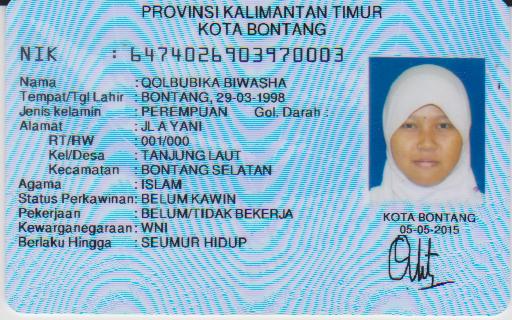 PROVINSI KALIMANTAN TIMUR
KOTA BONTANG
NIK : 6474026903970003
Nama : QOLBUBIKA BIWASHA
Tempat/Tgl Lahir : BONTANG, 29-03-1998
Jenis kelamin : PEREMPUAN Gol. Darah :
Alamat : JL A YANI
RT/RW : 001/000
Kel/Desa : TANJUNG LAUT
Kecamatan : BONTANG SELATAN
Agama : ISLAM
Status Perkawinan: BELUM KAWIN
Pekerjaan : BELUM/TIDAK BEKERJA
Kewarganegaraan: WNI
Berlaku Hingga : SEUMUR HIDUP
KOTA BONTANG
05-05-2015